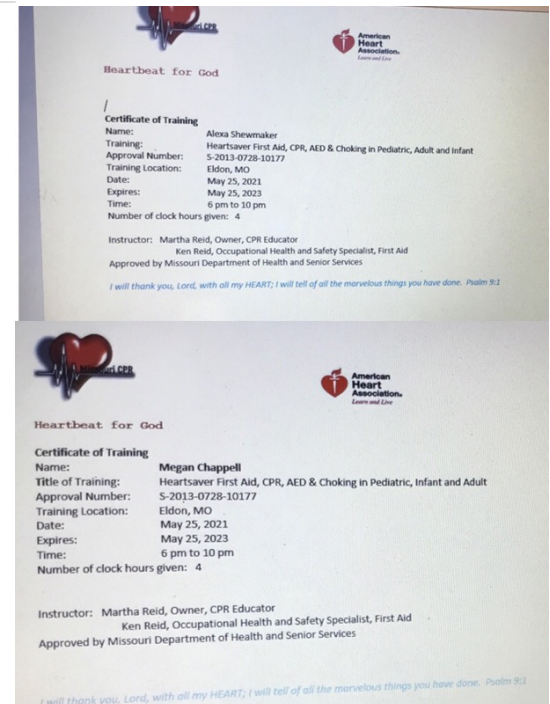 Missouri CPR
American
Heart
Association®
Learn and Live
Heartbeat for God
/
Certificate of Training
Name: Alexa Shewmaker
Training: Heartsaver First Aid, CPR, AED & Choking in Pediatric, Adult and Infant
Approval Number: S-2013-0728-10177
Training Location: Eldon, MO
Date: May 25, 2021
Expires: May 25, 2023
Time: 6 pm to 10 pm
Number of clock hours given: 4
Instructor: Martha Reid, Owner, CPR Educator
Ken Reid, Occupational Health and Safety Specialist, First Aid
Approved by Missouri Department of Health and Senior Services
I will thank you, Lord, with all my HEART; I will tell of all the marvelous things you have done. Psalm 9:1
Missouri CPR
American
Heart
Association®
Learn and Live
Heartbeat for God
Certificate of Training
Name: Megan Chappell
Title of Training: Heartsaver First Aid, CPR, AED & Choking in Pediatric, Infant and Adult
Approval Number: S-2013-0728-10177
Training Location: Eldon, MO
Date: May 25, 2021
Expires: May 25, 2023
Time: 6 pm to 10 pm
Number of clock hours given: 4
Instructor: Martha Reid, Owner, CPR Educator
Ken Reid, Occupational Health and Safety Specialist, First Aid
Approved by Missouri Department of Health and Senior Services
I will thank you, Lord, with all my HEART; I will tell of all the marvelous things you have done. Psalm 9:1